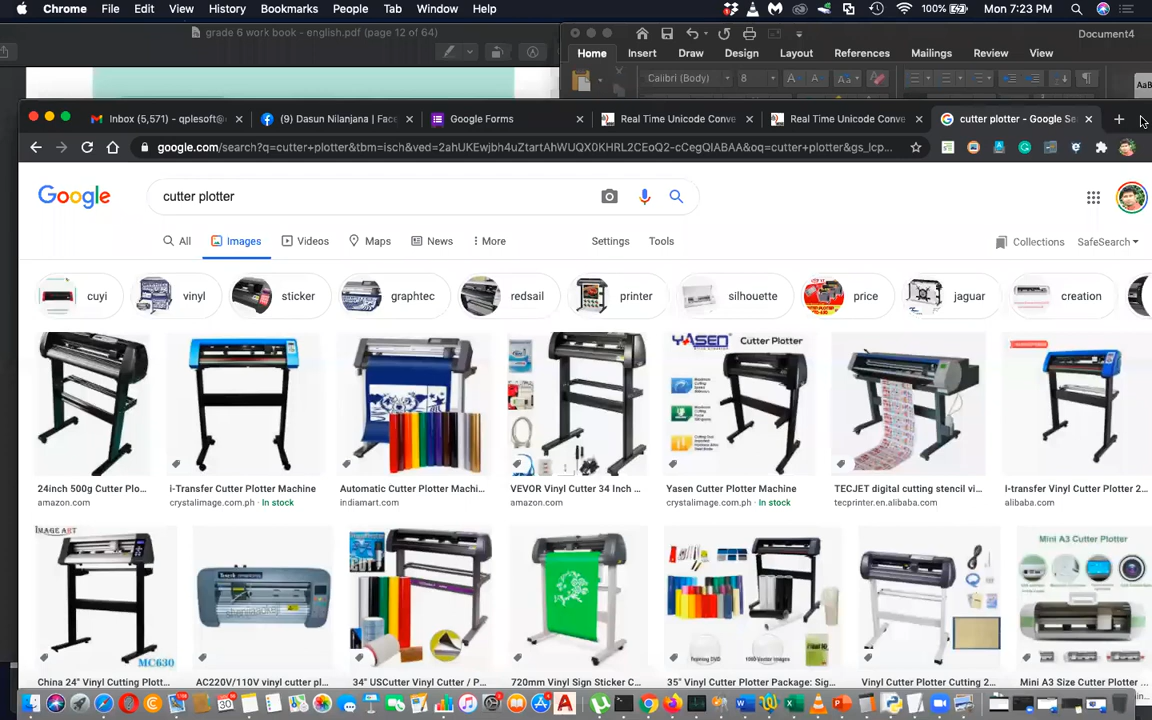 Chrome File Edit View History Bookmarks People Tab Window Help 100% Mon 7:23 PM
grade 6 work book - english.pdf (page 12 of 64)
Document4
Home Insert Draw Design Layout References Mailings Review View
Calibri (Body) 8
Inbox (5,571) - qplesoft@ (9) Dasun Nilanjana | Face Google Forms Real Time Unicode Conve Real Time Unicode Conve cutter plotter - Google Se
google.com/search?q=cutter+plotter&tbm=isch&ved=2ahUKEwjbh4uZtartAhWUQX0KHRL2CEoQ2-cCegQIABAA&oq=cutter+plotter&gs_lcp...
Google cutter plotter
All Images Videos Maps News More Settings Tools Collections SafeSearch
cuyi vinyl sticker graphtec redsail printer silhouette price jaguar creation
YASEN Cutter Plotter
24inch 500g Cutter Plo... i-Transfer Cutter Plotter Machine Automatic Cutter Plotter Machi... VEVOR Vinyl Cutter 34 Inch ... Yasen Cutter Plotter Machine TECJET digital cutting stencil vi... I-transfer Vinyl Cutter Plotter 2...
amazon.com crystalimage.com.ph · In stock indiamart.com amazon.com crystalimage.com.ph · In stock tecprinter.en.alibaba.com alibaba.com
IMAGE ART
Mini A3 Cutter Plotter
MC630
China 24" Vinyl Cutting Plott... AC220V/110V vinyl cutter pl... 34" USCutter Vinyl Cutter / P... 720mm Vinyl Sign Sticker C... 35" Vinyl Cutter Plotter Package: Sig... Vinyl Cutter Plotter Cutting 2... Mini A3 Size Cutter Plotter ...